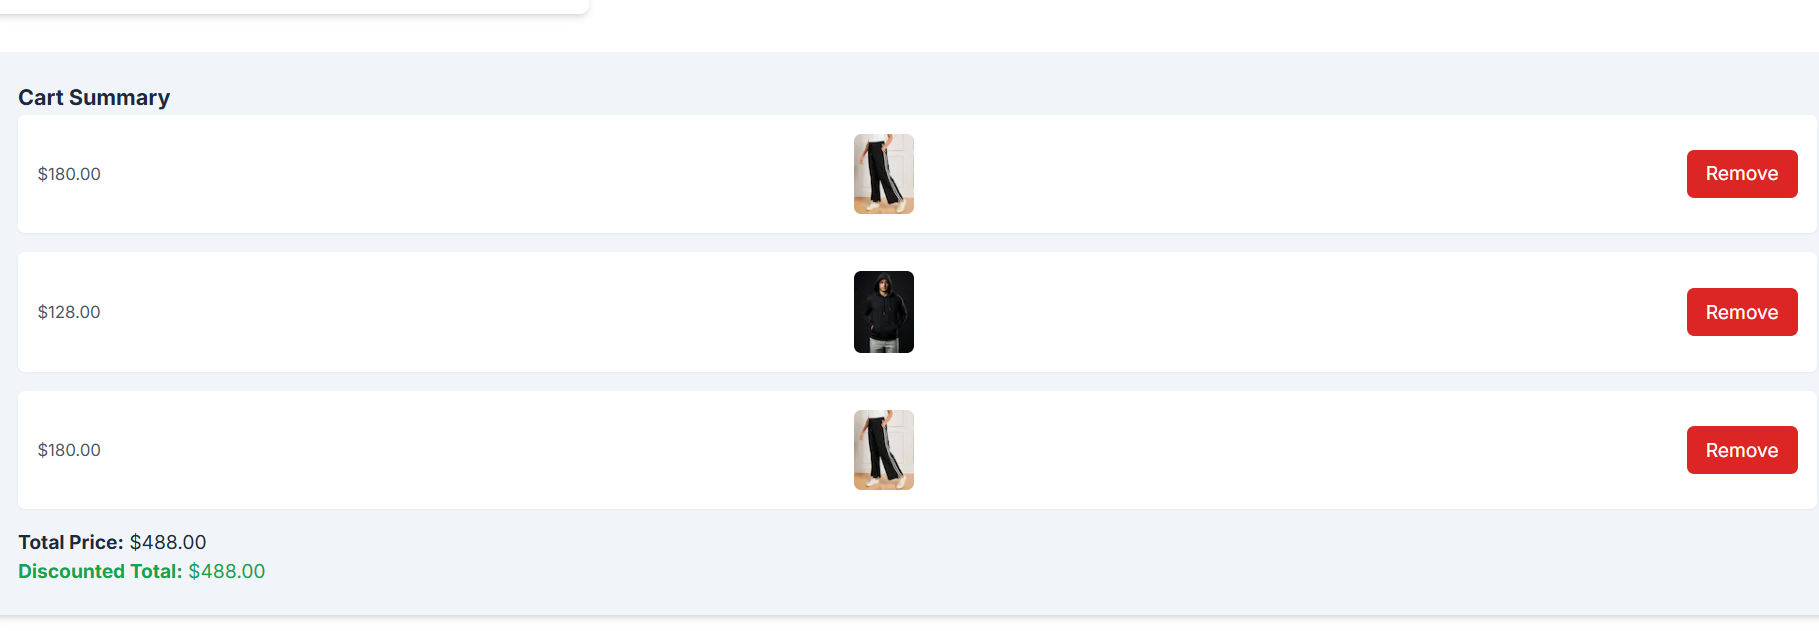 Cart Summary
$180.00
Remove
$128.00
Remove
$180.00
Remove
Total Price: $488.00
Discounted Total: $488.00